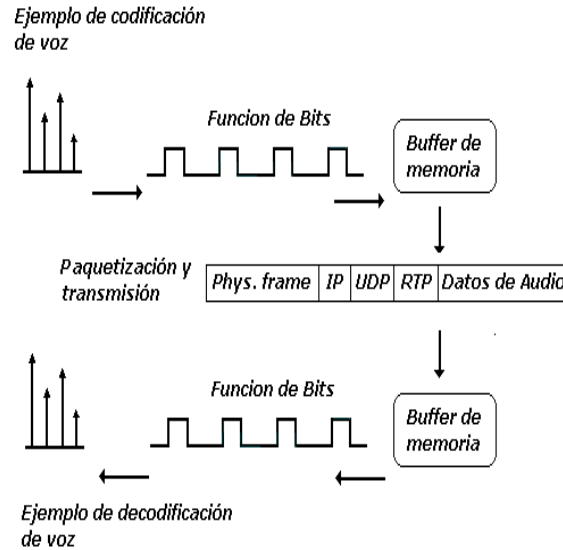 Ejemplo de codificación
de voz
Funcion de Bits
Buffer de
memoria
Paquetización y
transmisión
Phys. frame IP UDP RTP Datos de Audio
Funcion de Bits
Buffer de
memoria
Ejemplo de decodificación
de voz